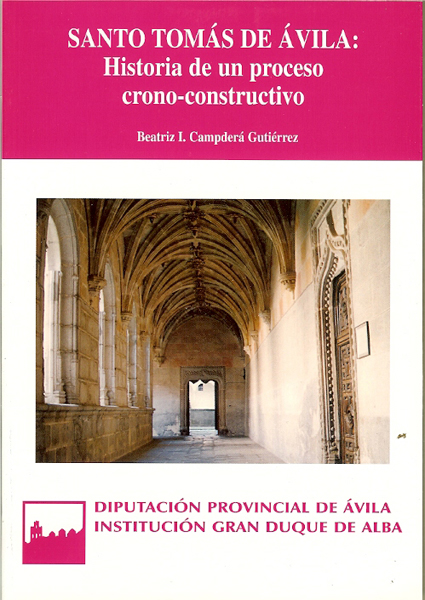 SANTO TOMÁS DE ÁVILA:
Historia de un proceso
crono-constructivo
Beatriz I. Campderá Gutiérrez
DIPUTACIÓN PROVINCIAL DE ÁVILA
INSTITUCIÓN GRAN DUQUE DE ALBA